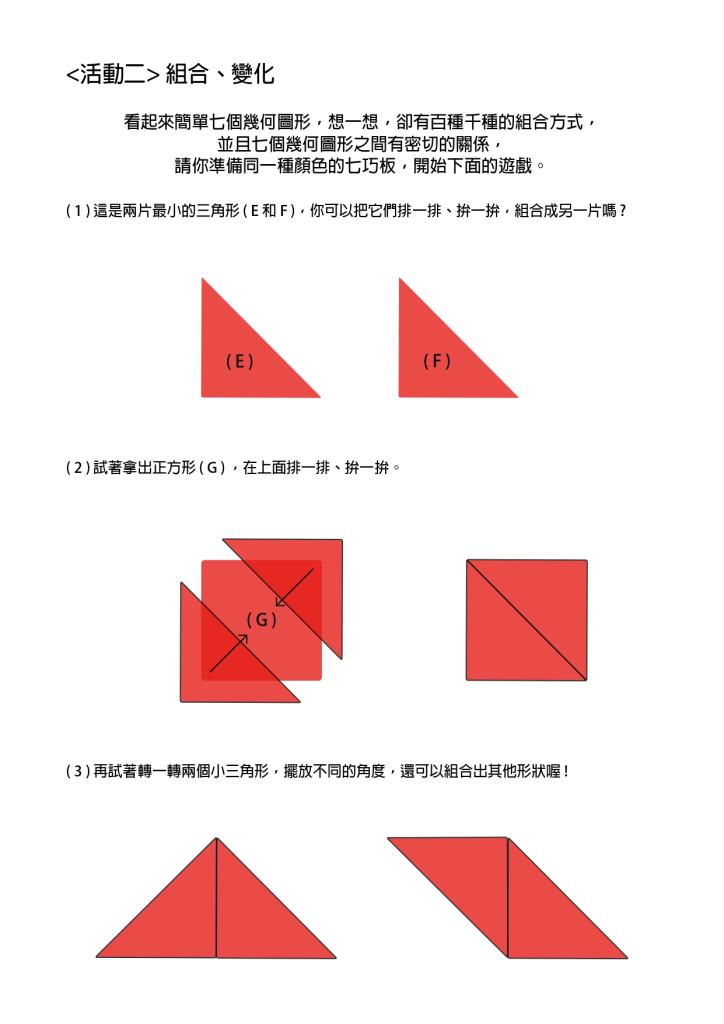 <活動二> 組合、變化
看起來簡單七個幾何圖形，想一想，卻有百種千種的組合方式，
並且七個幾何圖形之間有密切的關係，
請你準備同一種顏色的七巧板，開始下面的遊戲。
( 1 ) 這是兩片最小的三角形 ( E 和 F )，你可以把它們排一排、拚一拚，組合成另一片嗎 ?
( E )
( F )
( 2 ) 試著拿出正方形 ( G ) ，在上面排一排、拚一拚。
( G )
( 3 ) 再試著轉一轉兩個小三角形，擺放不同的角度，還可以組合出其他形狀喔 !